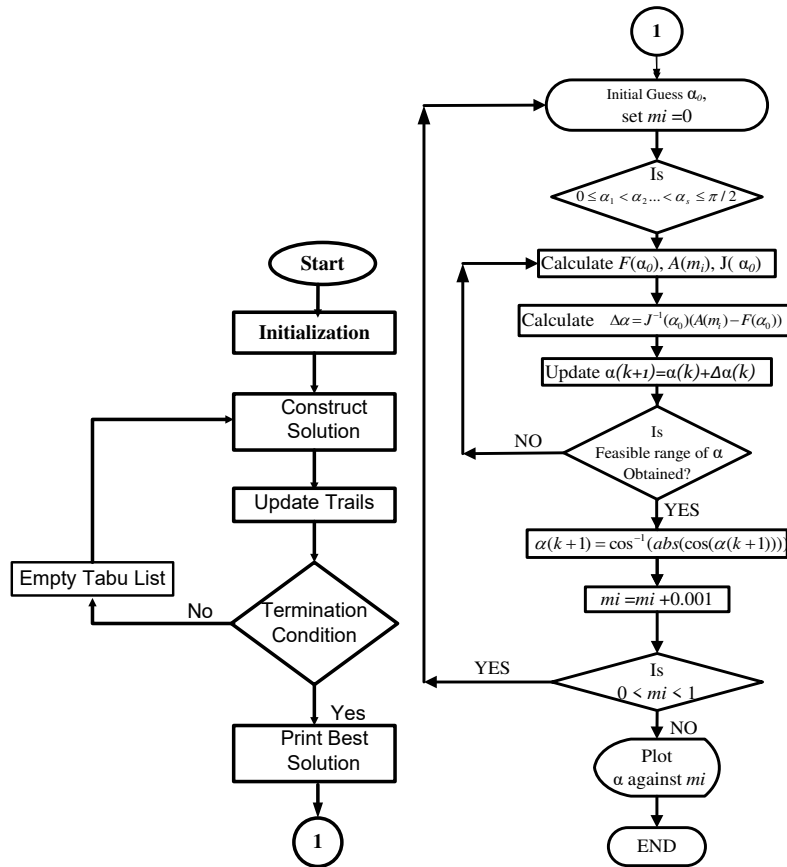 Start
Initialization
Construct
Solution
Update Trails
Empty Tabu List
No
Termination
Condition
Yes
Print Best
Solution
1
1
Initial Guess α₀,
set mi =0
Is
0 ≤ α₁ < α₂... < αₛ ≤ π / 2
Calculate F(α₀), A(mᵢ), J( α₀)
Calculate Δα = J⁻¹(α₀)(A(mᵢ) − F(α₀))
Update α(k+1)=α(k)+Δα(k)
NO
Is
Feasible range of α
Obtained?
YES
α(k + 1) = cos⁻¹(abs(cos(α(k + 1))))
mi =mi +0.001
YES
Is
0 < mi < 1
NO
Plot
α against mi
END